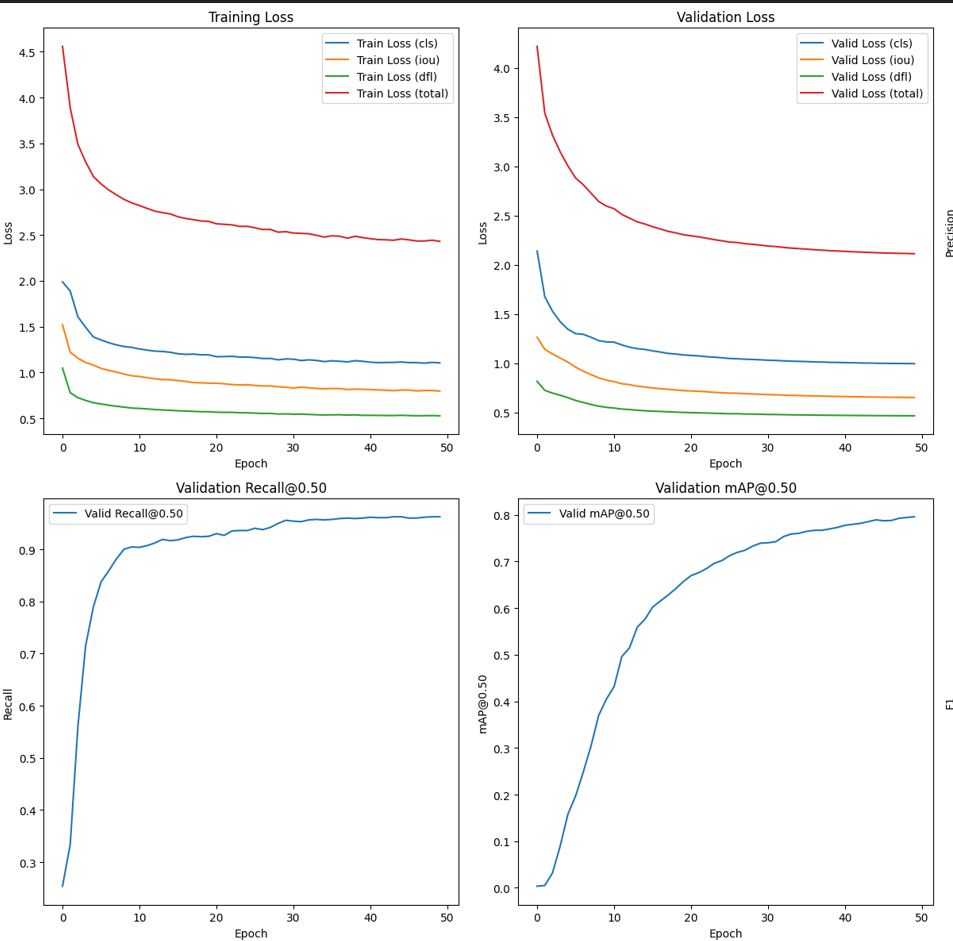 Training Loss
Validation Loss
4.5
4.0
3.5
3.0
2.5
2.0
1.5
1.0
0.5
Loss
Train Loss (cls)
Train Loss (iou)
Train Loss (dfl)
Train Loss (total)
0 10 20 30 40 50
Epoch
4.0
3.5
3.0
2.5
2.0
1.5
1.0
0.5
Loss
Valid Loss (cls)
Valid Loss (iou)
Valid Loss (dfl)
Valid Loss (total)
0 10 20 30 40 50
Epoch
Precision
Validation Recall@0.50
Validation mAP@0.50
Valid Recall@0.50
0.9
0.8
0.7
0.6
0.5
0.4
0.3
Recall
0 10 20 30 40 50
Epoch
Valid mAP@0.50
0.8
0.7
0.6
0.5
0.4
0.3
0.2
0.1
0.0
mAP@0.50
0 10 20 30 40 50
Epoch
F1